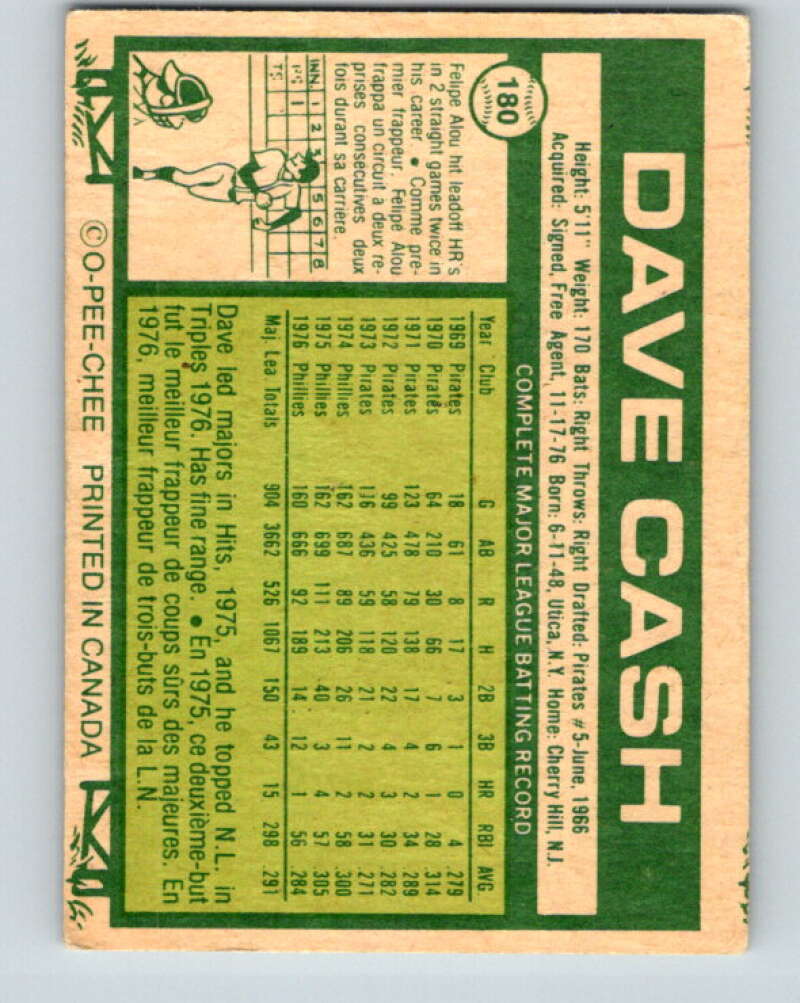 180
DAVE CASH
Height: 5'11" Weight: 170 Bats: Right Throws: Right Drafted: Pirates #5-June, 1966
Acquired: Signed, Free Agent, 11-17-76 Born: 6-11-48, Utica, N.Y. Home: Cherry Hill, N.J.
COMPLETE MAJOR LEAGUE BATTING RECORD
Year Club G AB R H 2B 3B HR RBI AVG.
1969 Pirates 18 61 8 17 3 1 0 4 .279
1970 Pirates 64 210 30 66 7 6 1 28 .314
1971 Pirates 123 478 79 138 17 4 2 34 .289
1972 Pirates 99 425 58 120 22 4 3 30 .282
1973 Pirates 116 436 59 118 21 2 2 31 .271
1974 Phillies 162 687 89 206 26 11 2 58 .300
1975 Phillies 162 699 111 213 40 3 4 57 .305
1976 Phillies 160 666 92 189 14 12 1 56 .284
Maj. Lea. Totals 904 3662 526 1067 150 43 15 298 .291
Dave led majors in Hits, 1975, and he topped N.L. in
Triples 1976. Has fine range. • En 1975, ce deuxième-but
fut le meilleur frappeur de coups sûrs des majeures. En
1976, meilleur frappeur de trois-buts de la L.N.
Felipe Alou hit leadoff HR's
in 2 straight games twice in
his career. • Comme pre-
mier frappeur, Felipe Alou
frappa un circuit à deux re-
prises consécutives deux
fois durant sa carrière.
INN. 1 2 3 5 6 7 8
1
© O-PEE-CHEE PRINTED IN CANADA